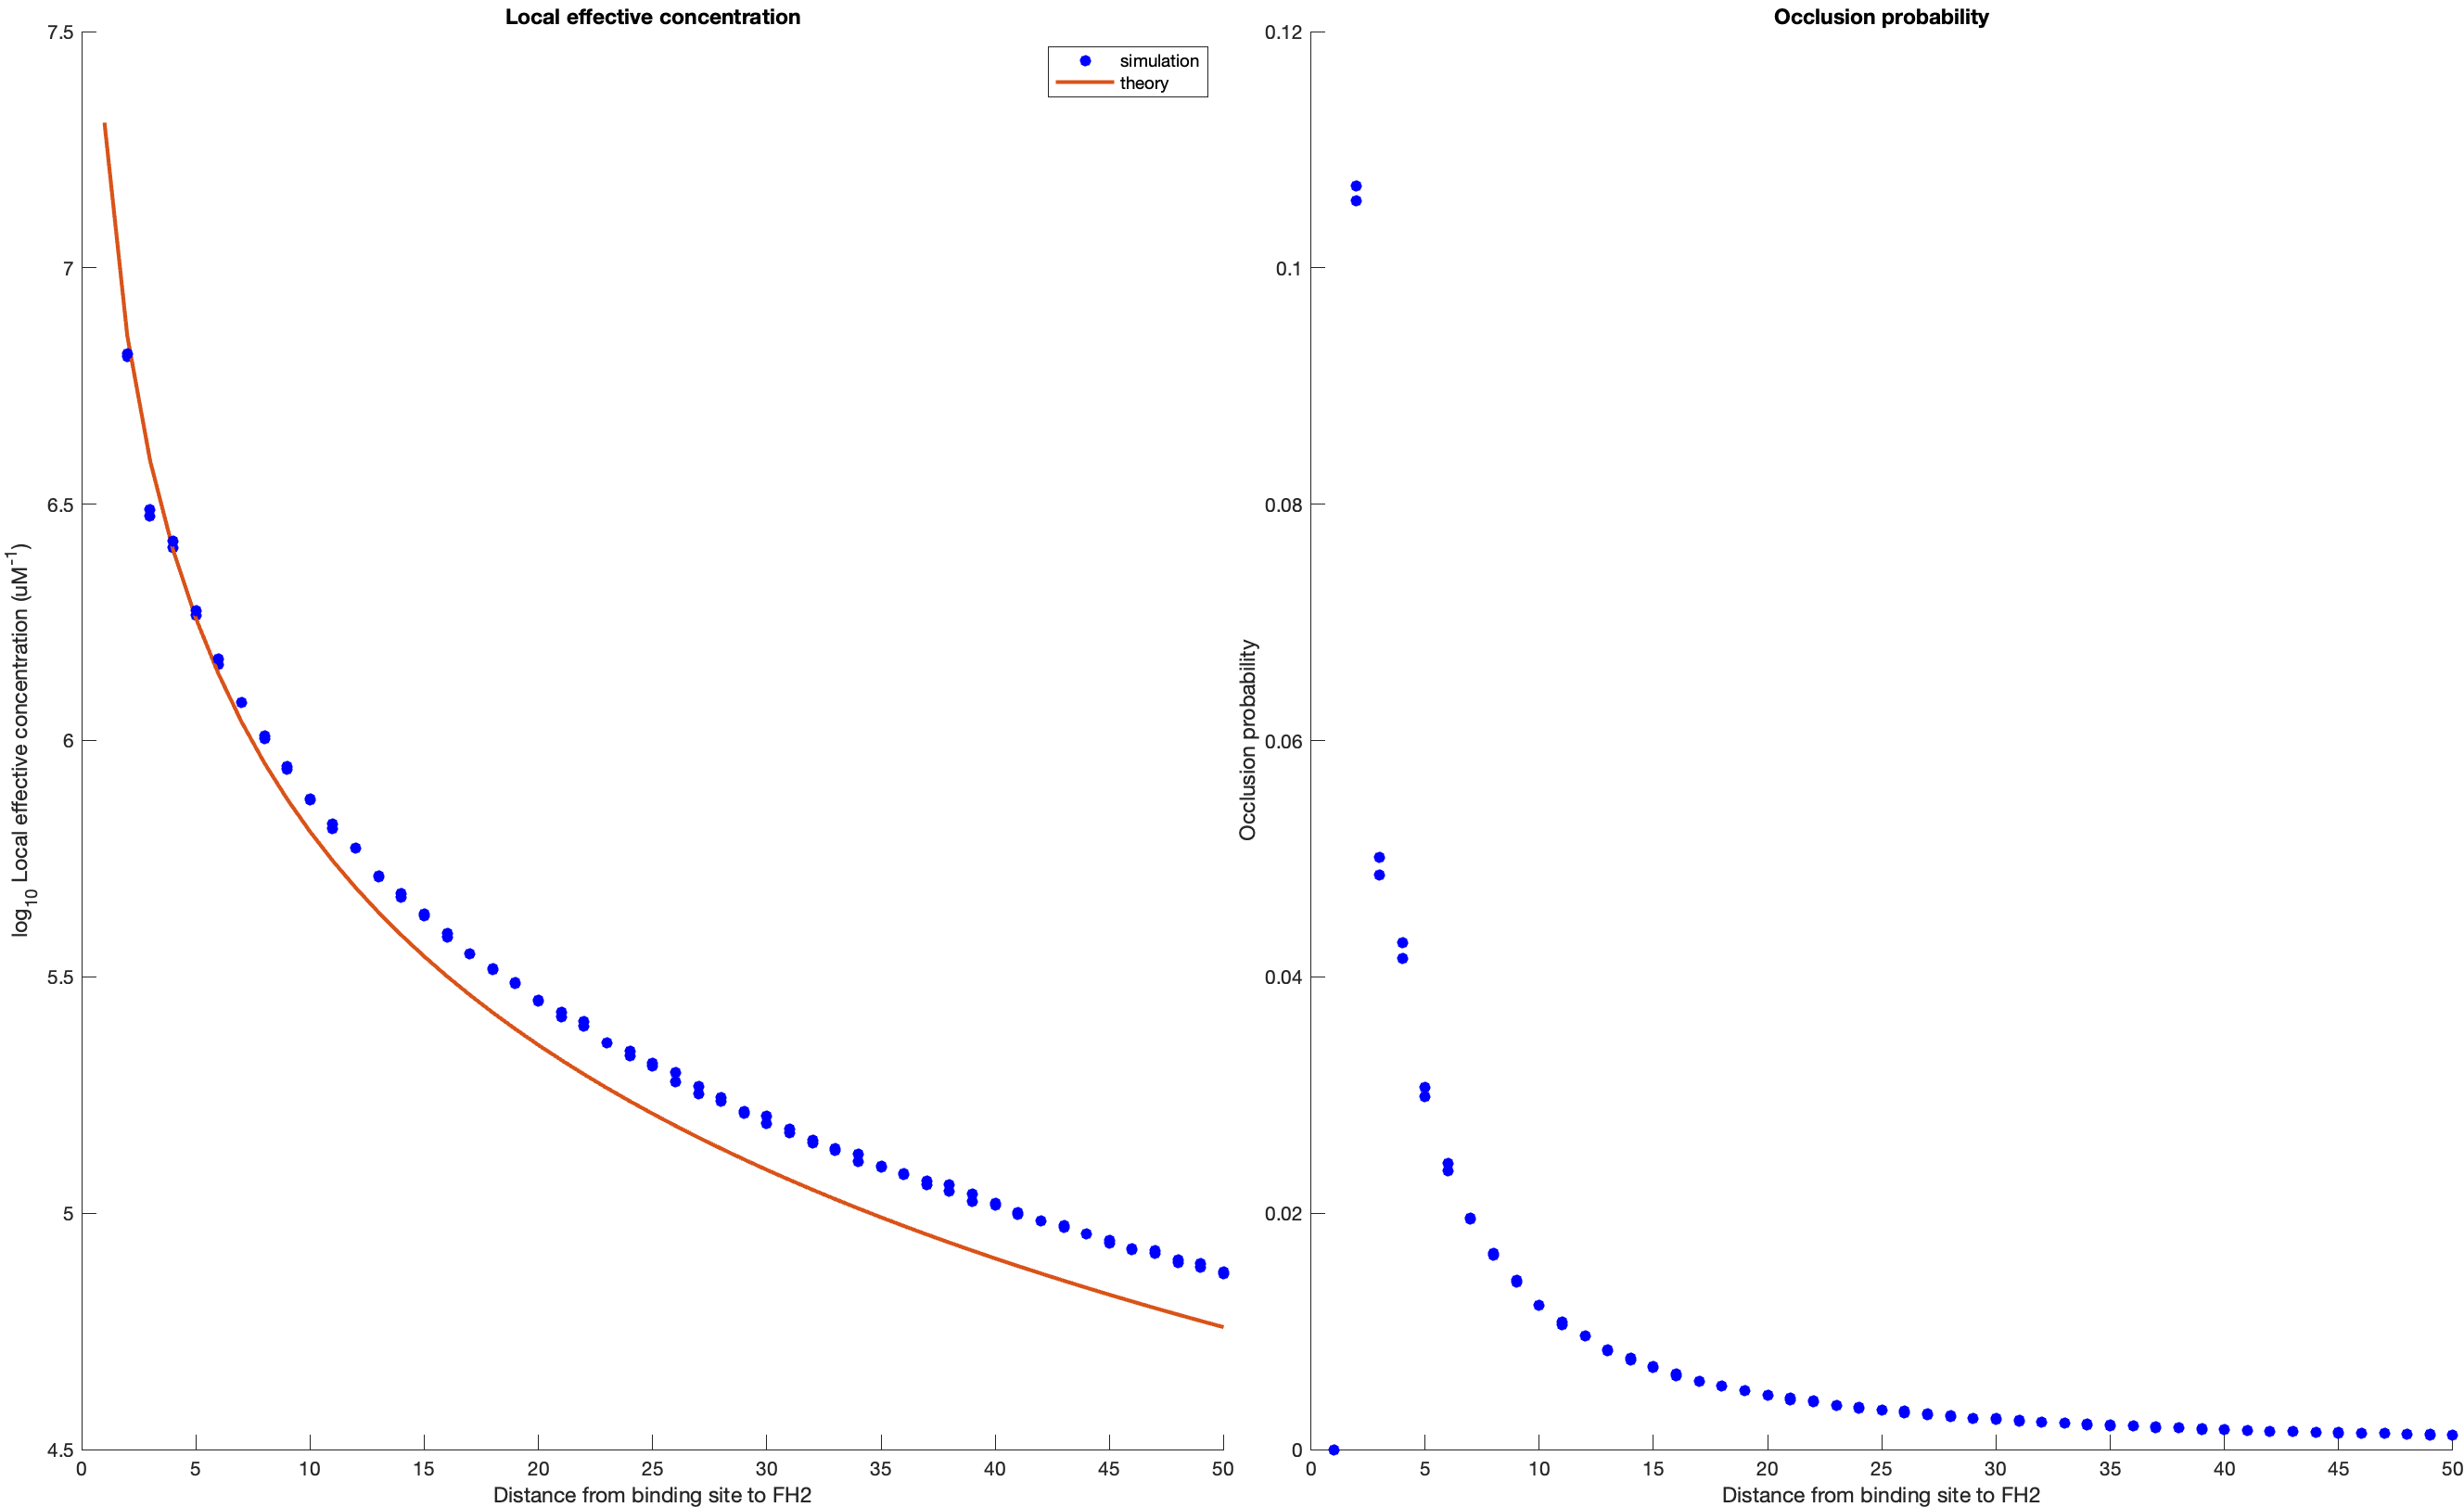 Local effective concentration
7.5
7
6.5
6
5.5
5
4.5
log10 Local effective concentration (uM-1)
simulation
theory
0 5 10 15 20 25 30 35 40 45 50
Distance from binding site to FH2
Occlusion probability
0.12
0.1
0.08
0.06
0.04
0.02
0
Occlusion probability
0 5 10 15 20 25 30 35 40 45 50
Distance from binding site to FH2